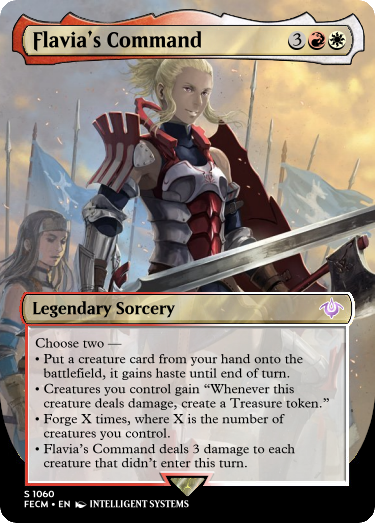 Flavia's Command 3
Legendary Sorcery
Choose two —
• Put a creature card from your hand onto the
battlefield, it gains haste until end of turn.
• Creatures you control gain “Whenever this
creature deals damage, create a Treasure token.”
• Forge X times, where X is the number of
creatures you control.
• Flavia's Command deals 3 damage to each
creature that didn't enter this turn.
S 1060
FECM • EN INTELLIGENT SYSTEMS